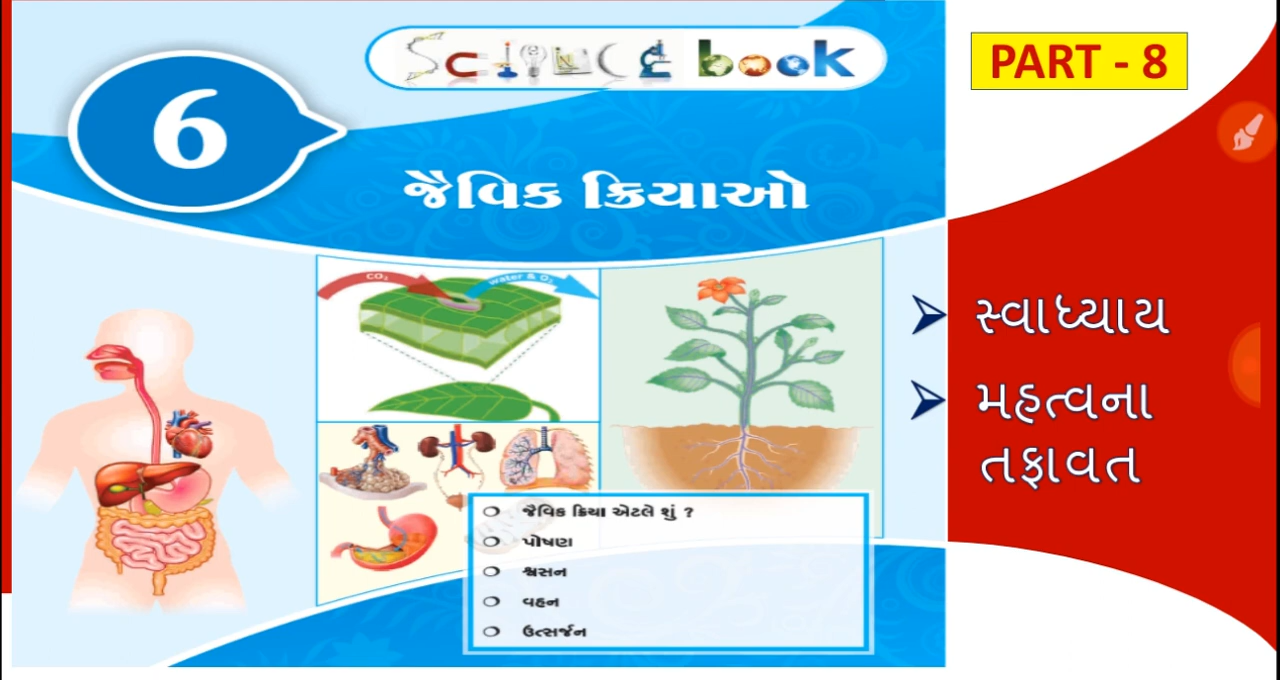 Science book
PART - 8
6
જૈવિક ક્રિયાઓ
CO₂
water & O₂
સ્વાધ્યાય
મહત્વના
તફાવત
જૈવિક ક્રિયા એટલે શું ?
પોષણ
શ્વસન
વહન
ઉત્સર્જન